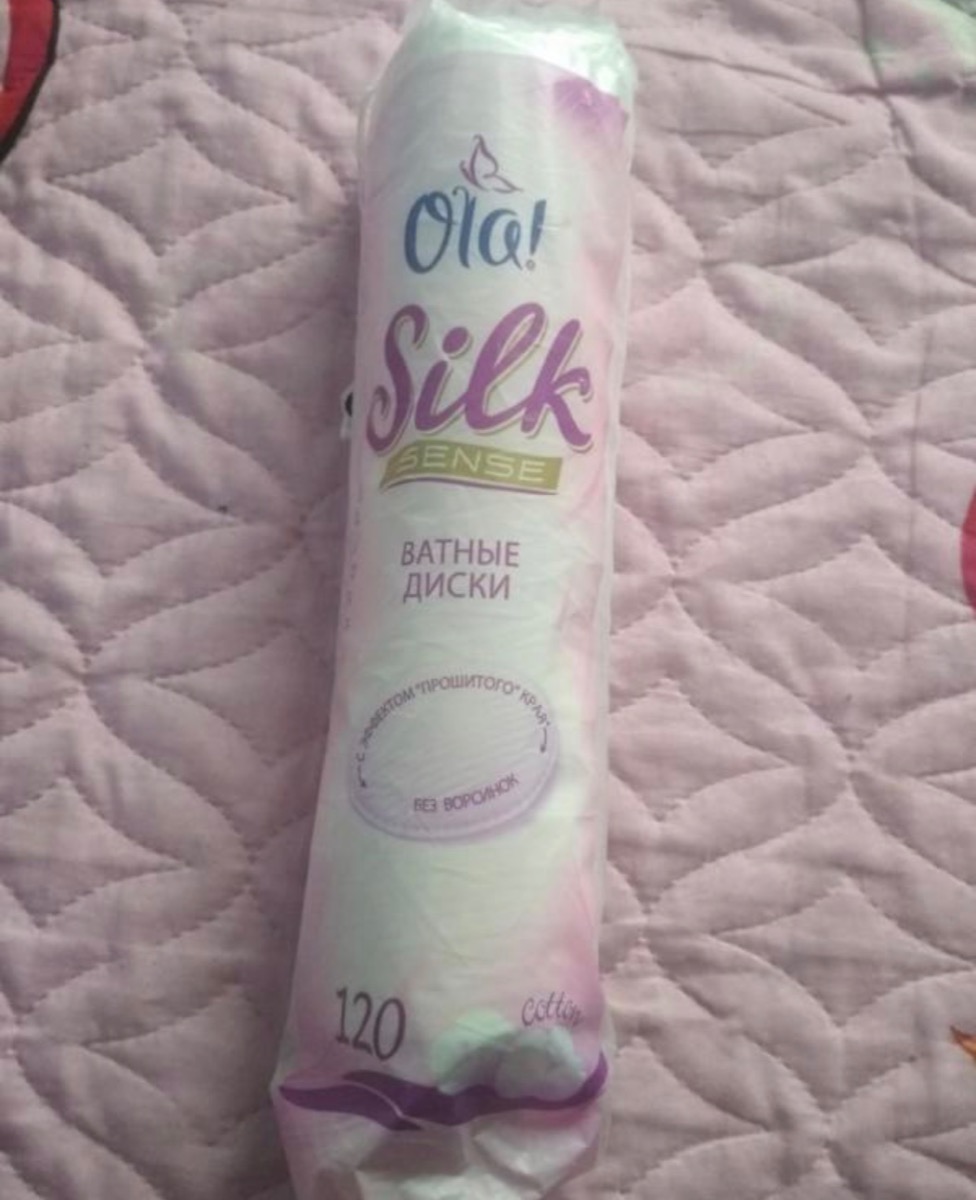 Ola!
Silk
SENSE
ВАТНЫЕ
ДИСКИ
С ЭФФЕКТОМ "ПРОШИТОГО" КРАЯ
БЕЗ ВОРСИНОК
120
cotton